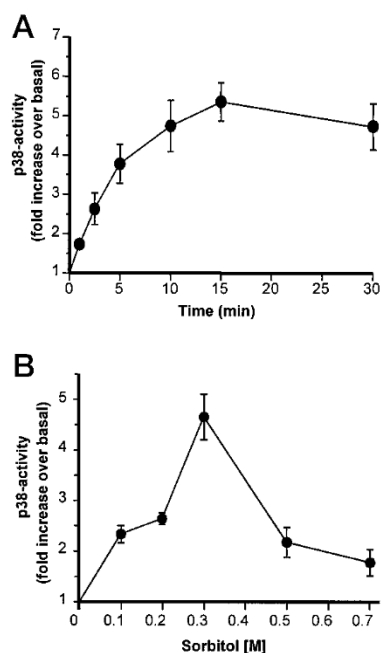 A
7
6
5
4
3
2
1
p38-activity
(fold increase over basal)
0 5 10 15 20 25 30
Time (min)
B
5
4
3
2
1
p38-activity
(fold increase over basal)
0 0.1 0.2 0.3 0.4 0.5 0.6 0.7
Sorbitol [M]